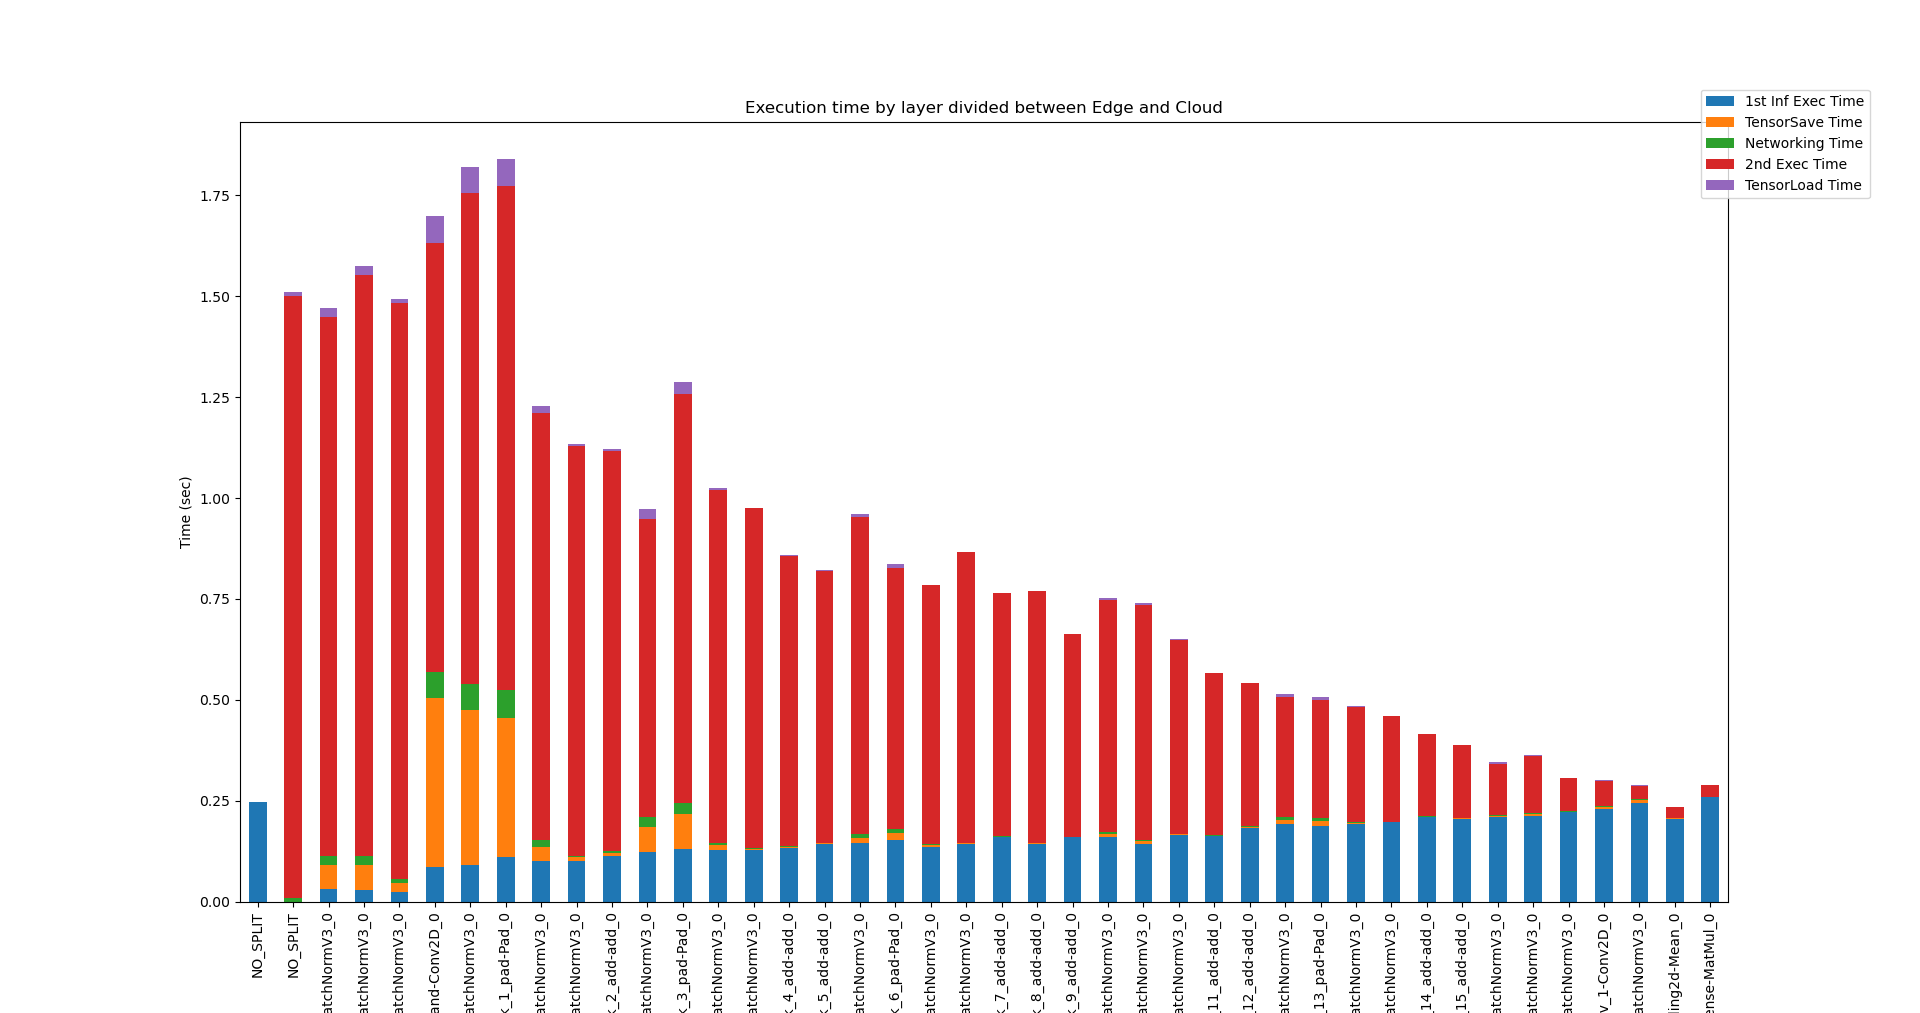 Execution time by layer divided between Edge and Cloud
1st Inf Exec Time
TensorSave Time
Networking Time
2nd Exec Time
TensorLoad Time
Time (sec)
1.75
1.50
1.25
1.00
0.75
0.50
0.25
0.00
NO_SPLIT
NO_SPLIT
atchNormV3_0
atchNormV3_0
atchNormV3_0
and-Conv2D_0
atchNormV3_0
k_1_pad-Pad_0
atchNormV3_0
atchNormV3_0
k_2_add-add_0
atchNormV3_0
k_3_pad-Pad_0
atchNormV3_0
atchNormV3_0
k_4_add-add_0
k_5_add-add_0
atchNormV3_0
k_6_pad-Pad_0
atchNormV3_0
atchNormV3_0
k_7_add-add_0
k_8_add-add_0
k_9_add-add_0
atchNormV3_0
atchNormV3_0
atchNormV3_0
_11_add-add_0
_12_add-add_0
atchNormV3_0
_13_pad-Pad_0
atchNormV3_0
atchNormV3_0
_14_add-add_0
_15_add-add_0
atchNormV3_0
atchNormV3_0
atchNormV3_0
v_1-Conv2D_0
atchNormV3_0
ling2d-Mean_0
ense-MatMul_0